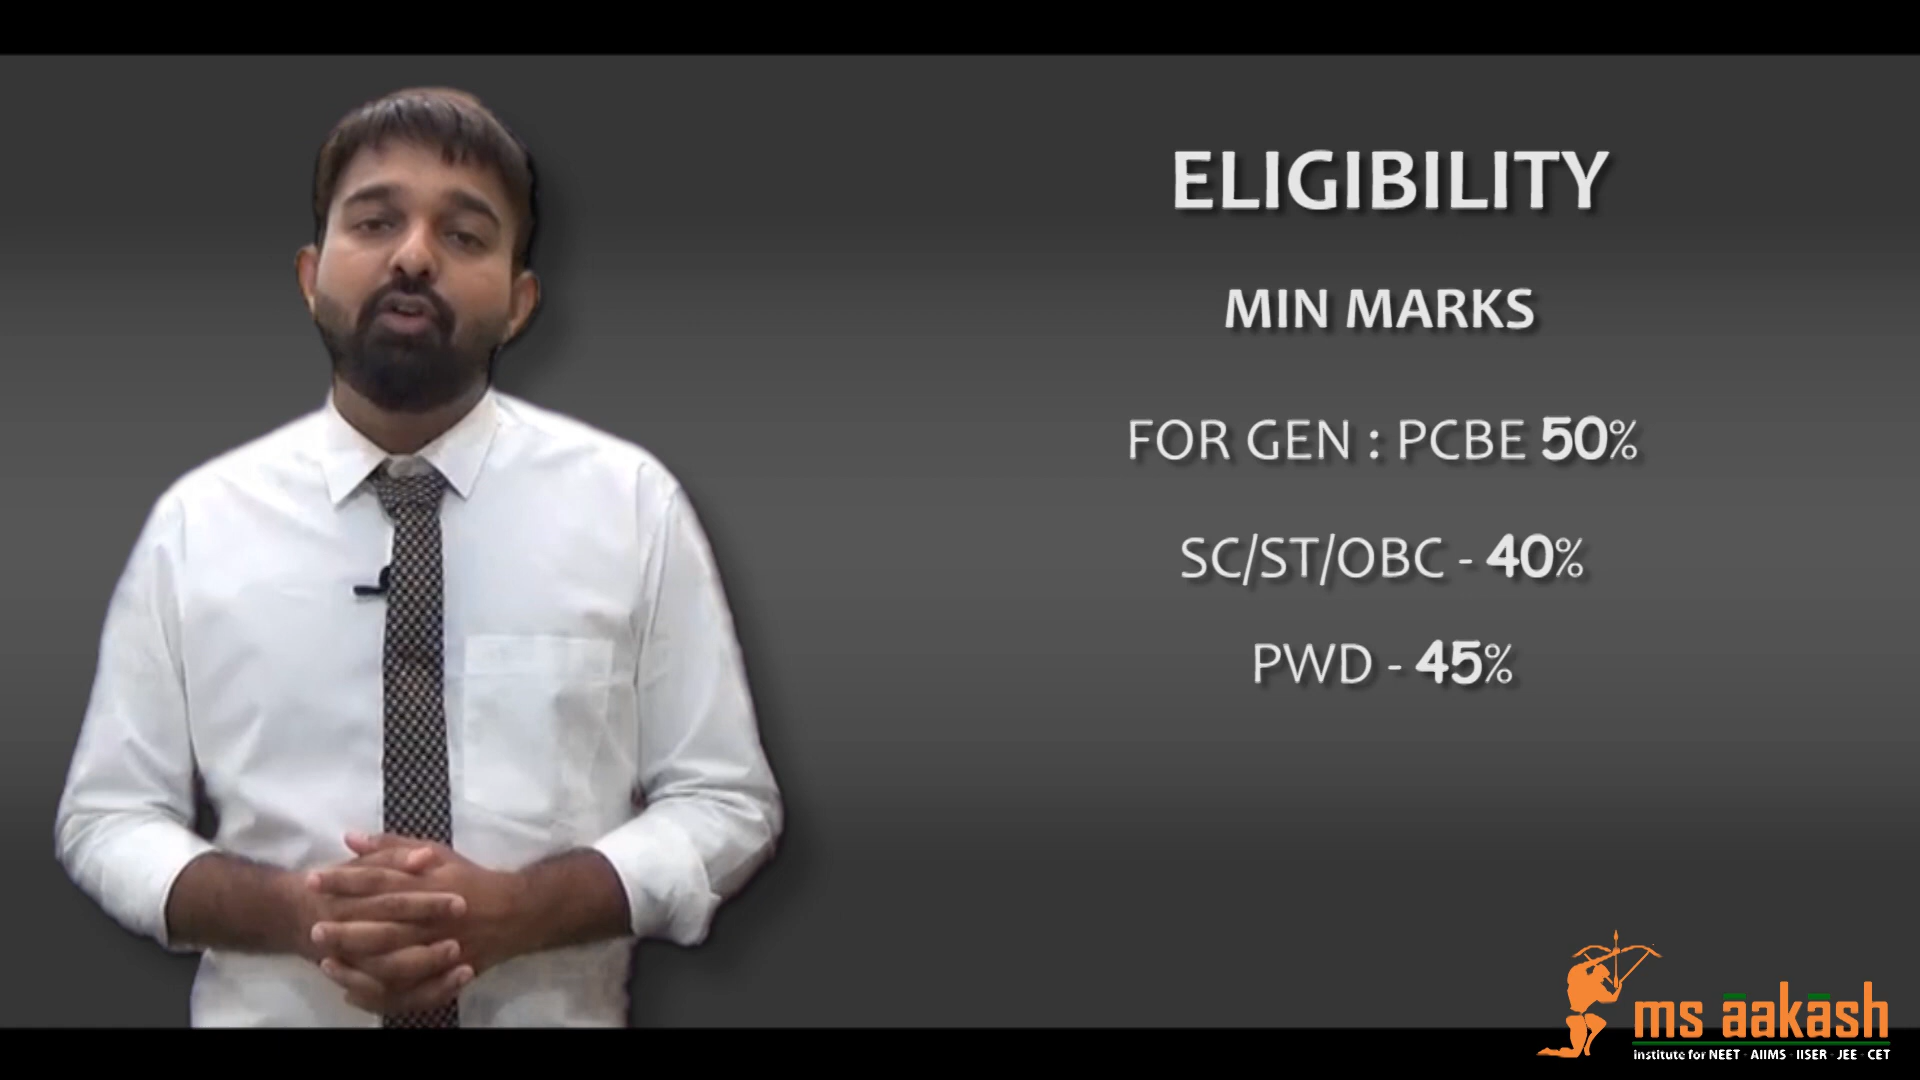 ELIGIBILITY
MIN MARKS
FOR GEN : PCBE 50%
SC/ST/OBC - 40%
PWD - 45%
ms āakāsh
institute for NEET · AIIMS · IISER · JEE · CET